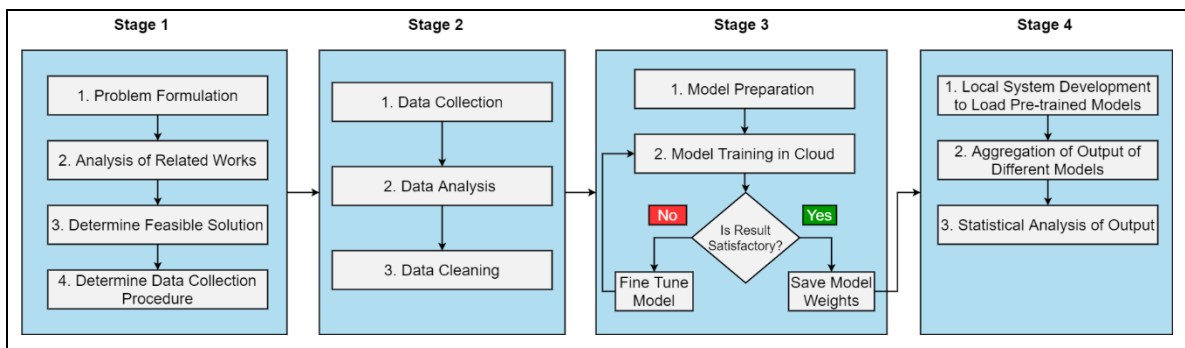 Stage 1
1. Problem Formulation
2. Analysis of Related Works
3. Determine Feasible Solution
4. Determine Data Collection
Procedure
Stage 2
1. Data Collection
2. Data Analysis
3. Data Cleaning
Stage 3
1. Model Preparation
2. Model Training in Cloud
No
Yes
Is Result
Satisfactory?
Fine Tune
Model
Save Model
Weights
Stage 4
1. Local System Development
to Load Pre-trained Models
2. Aggregation of Output of
Different Models
3. Statistical Analysis of Output